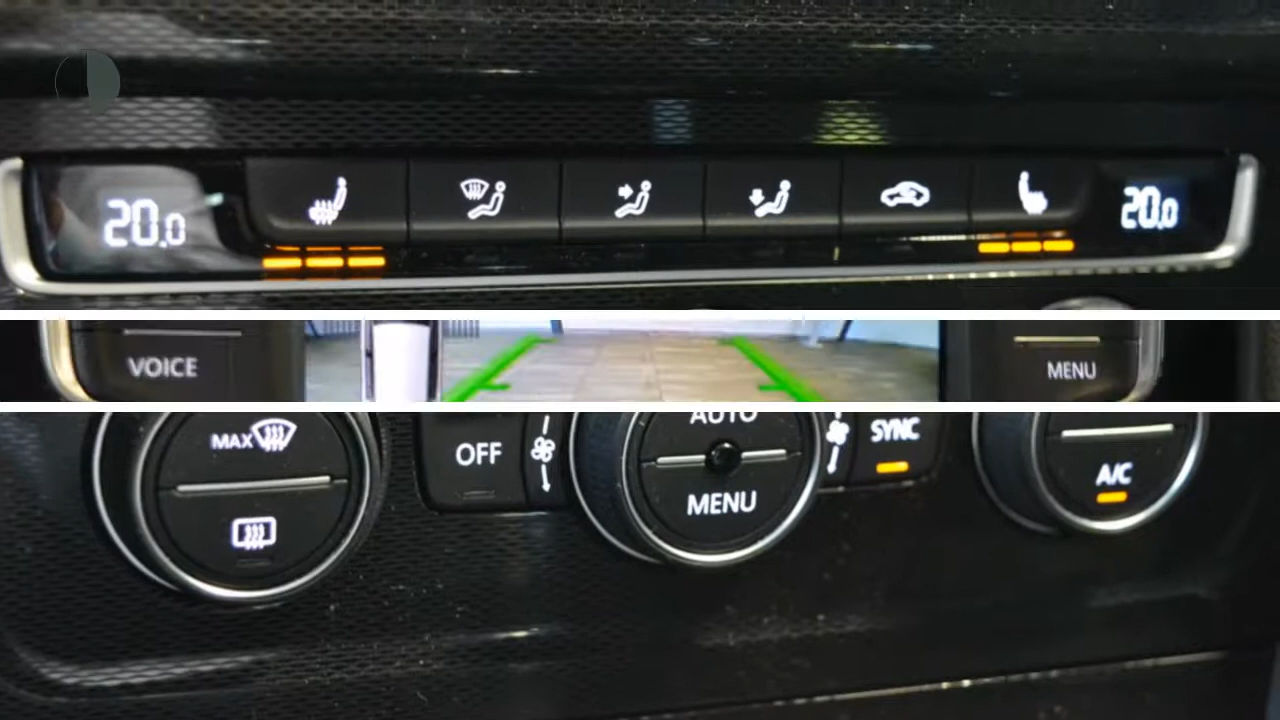 20.0 20.0
VOICE MENU
MAX OFF AUTO SYNC
MENU A/C